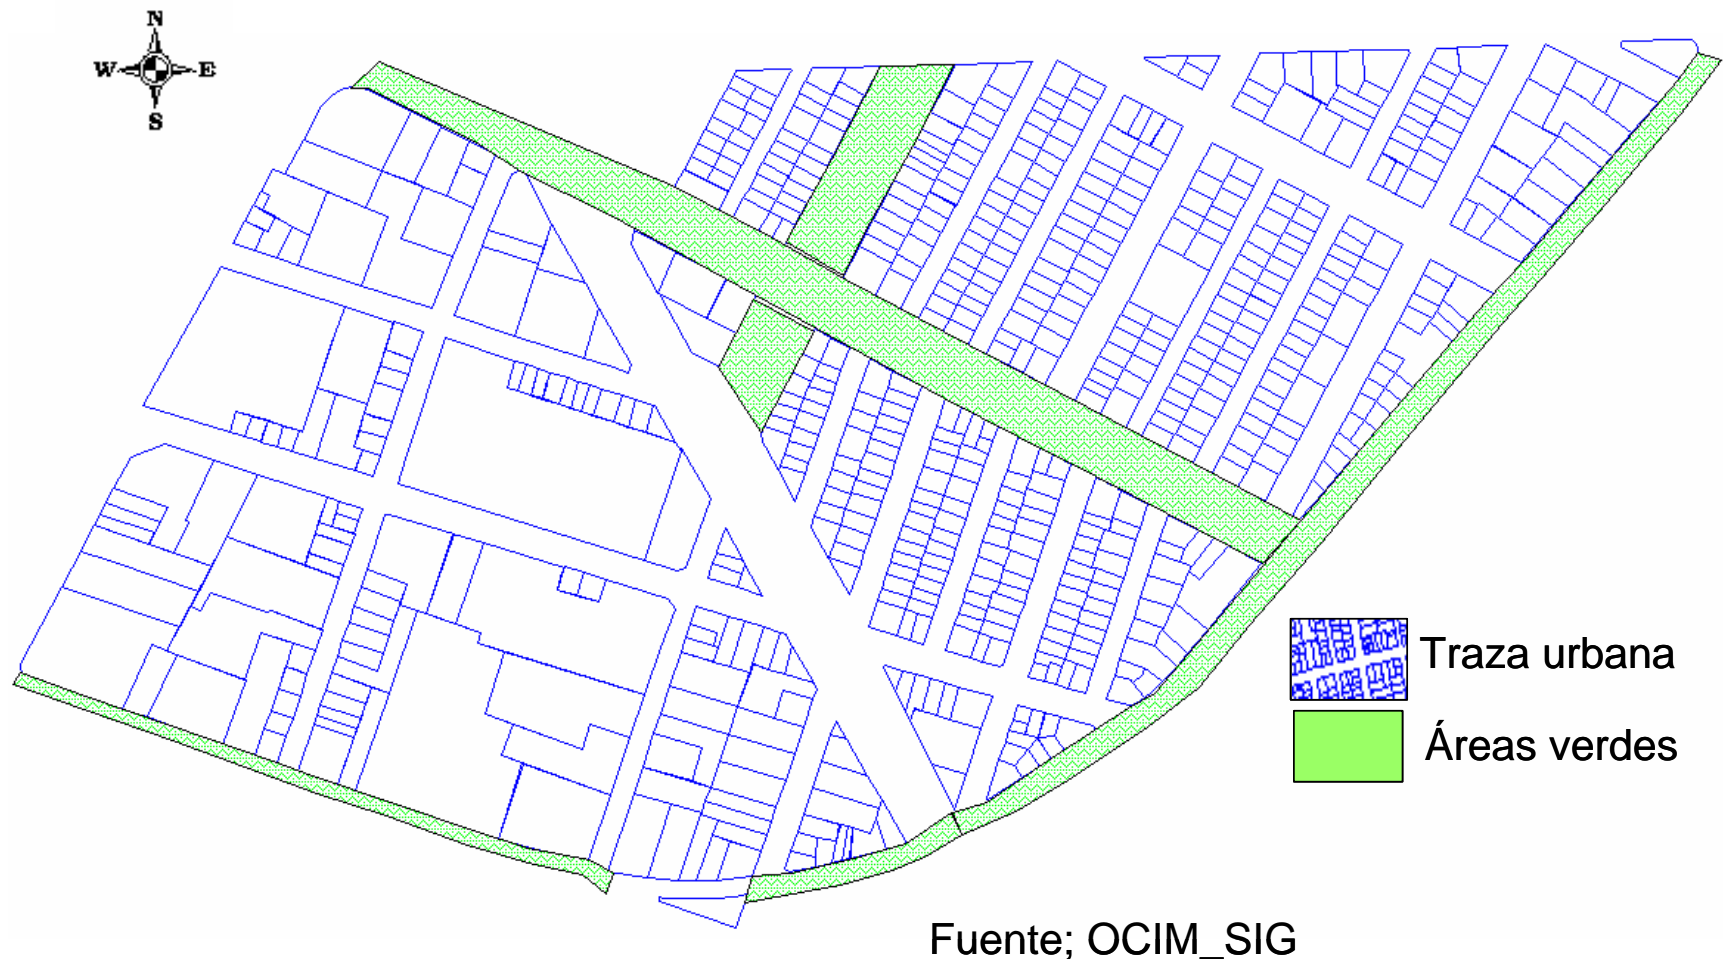 N
W E
S
Traza urbana
Áreas verdes
Fuente; OCIM_SIG